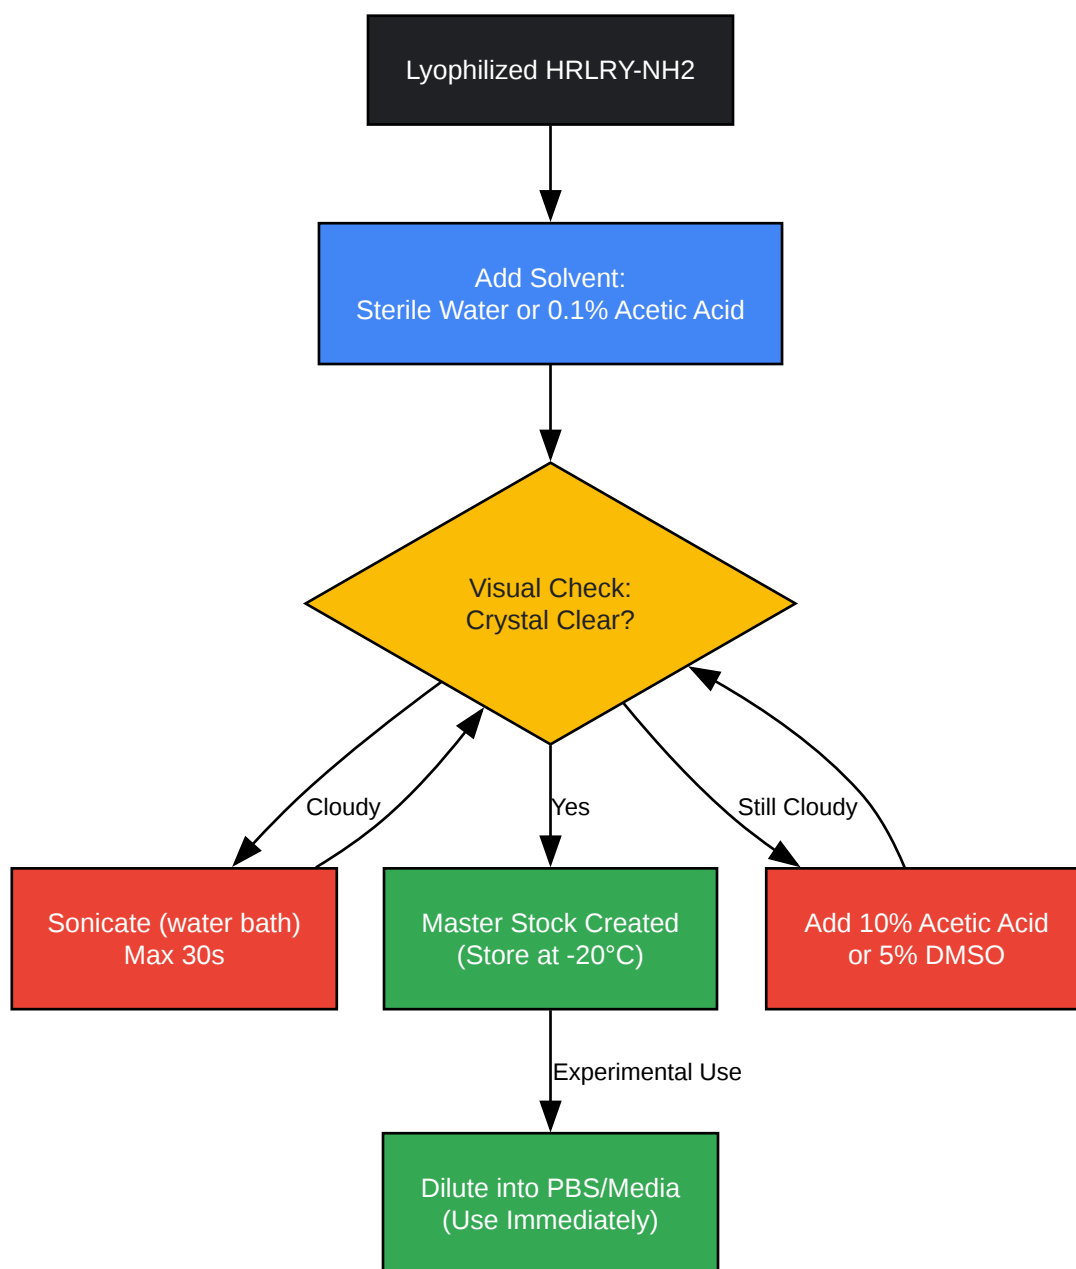 Lyophilized HRLRY-NH2
Add Solvent:
Sterile Water or 0.1% Acetic Acid
Visual Check:
Crystal Clear?
Cloudy
Yes
Still Cloudy
Sonicate (water bath)
Max 30s
Master Stock Created
(Store at -20°C)
Add 10% Acetic Acid
or 5% DMSO
Experimental Use
Dilute into PBS/Media
(Use Immediately)